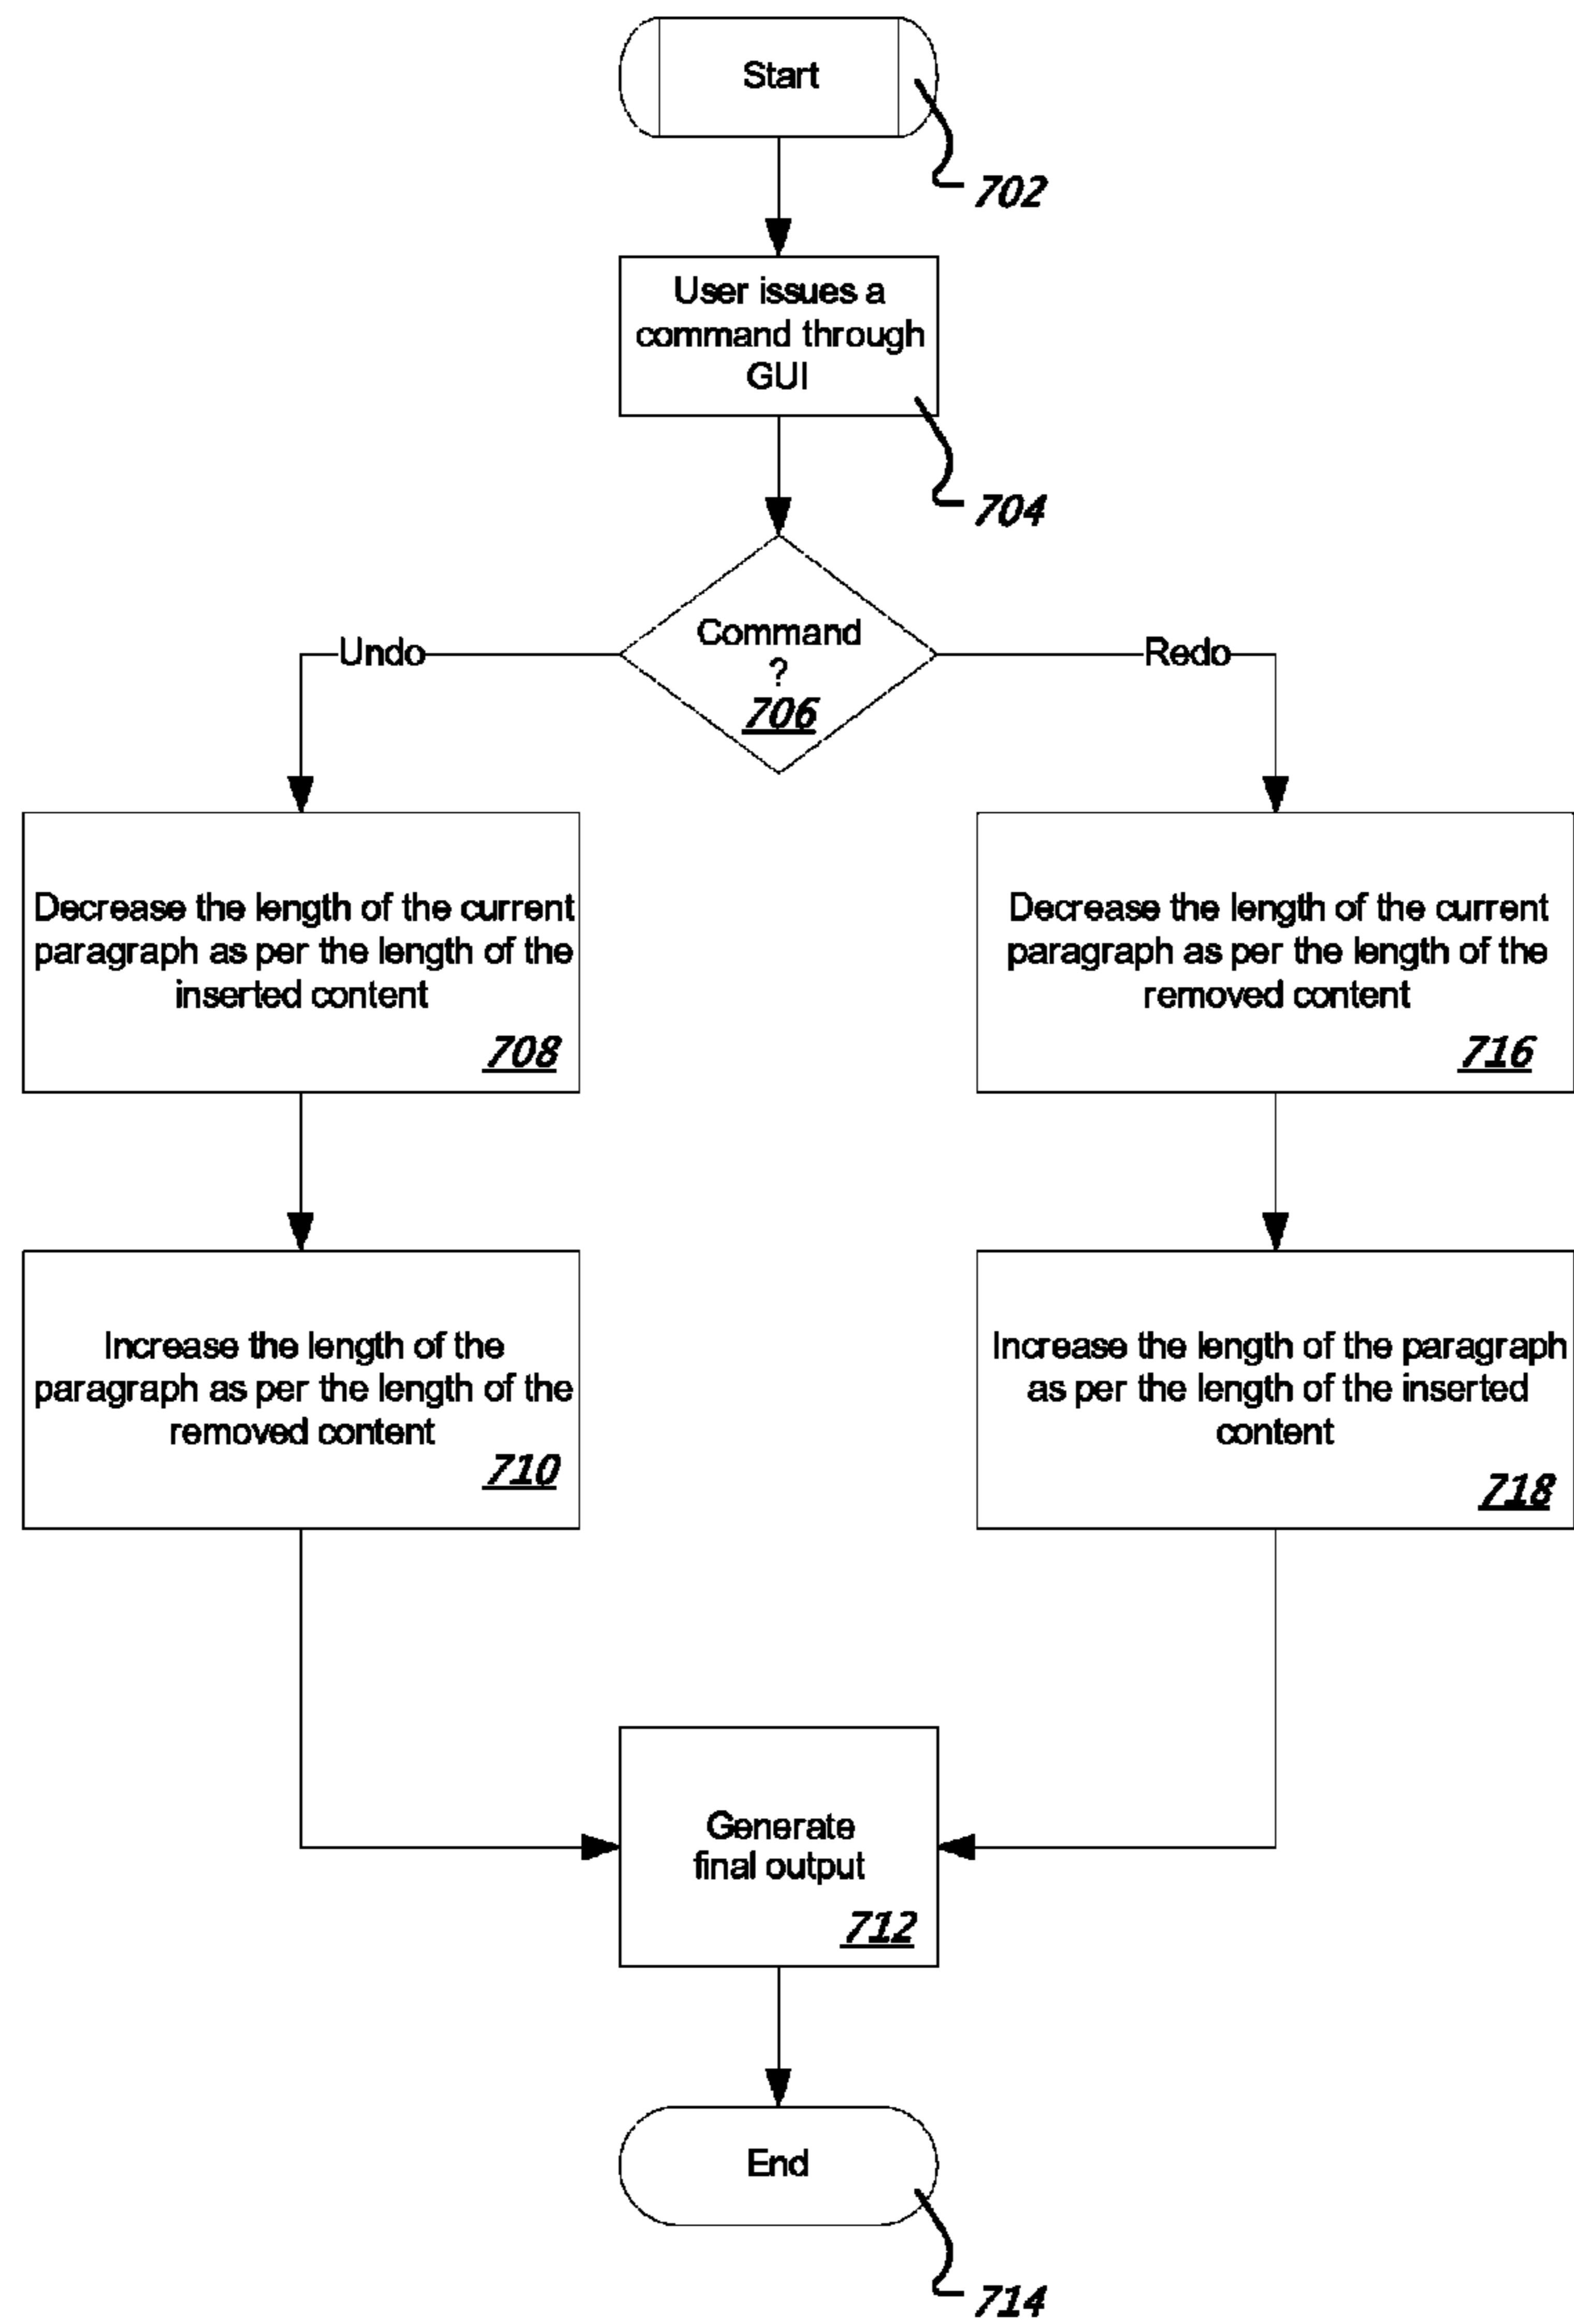 Start
702
User issues a
command through
GUI
704
Command
?
706
Undo
Redo
Decrease the length of the current
paragraph as per the length of the
inserted content
708
Decrease the length of the current
paragraph as per the length of the
removed content
716
Increase the length of the
paragraph as per the length of the
removed content
710
Increase the length of the paragraph
as per the length of the inserted
content
718
Generate
final output
712
End
714